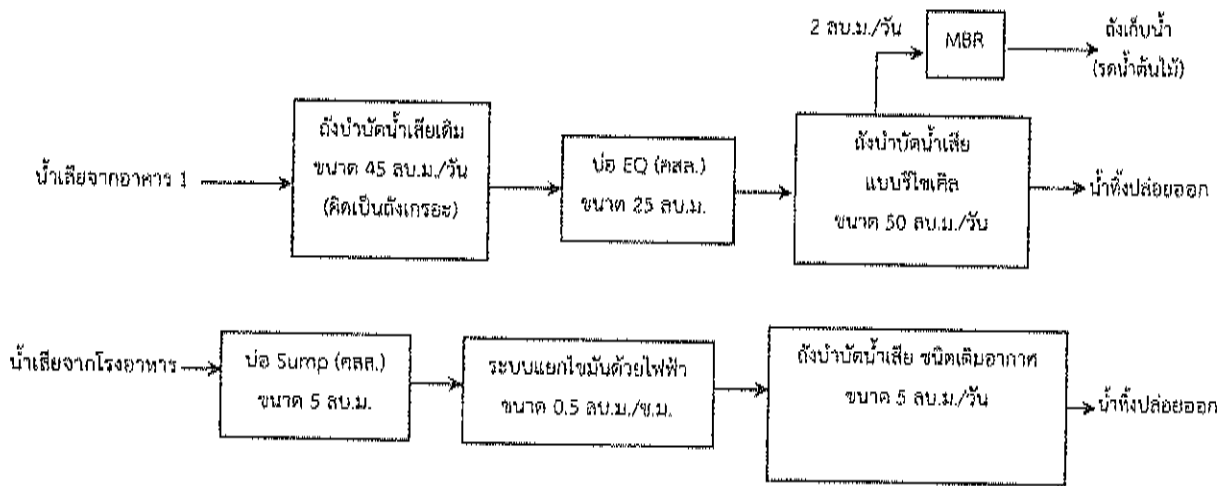 2 ลบ.ม./วัน
MBR
ถังเก็บน้ำ
(รดน้ำต้นไม้)
น้ำเสียจากอาคาร 1
ถังบำบัดน้ำเสียเดิม
ขนาด 45 ลบ.ม./วัน
(คิดเป็นถังเกรอะ)
บ่อ EQ (คสล.)
ขนาด 25 ลบ.ม.
ถังบำบัดน้ำเสีย
แบบรีไซเคิล
ขนาด 50 ลบ.ม./วัน
น้ำทิ้งปล่อยออก
น้ำเสียจากโรงอาหาร
บ่อ Sump (คสล.)
ขนาด 5 ลบ.ม.
ระบบแยกไขมันด้วยไฟฟ้า
ขนาด 0.5 ลบ.ม./ช.ม.
ถังบำบัดน้ำเสีย ชนิดเติมอากาศ
ขนาด 5 ลบ.ม./วัน
น้ำทิ้งปล่อยออก